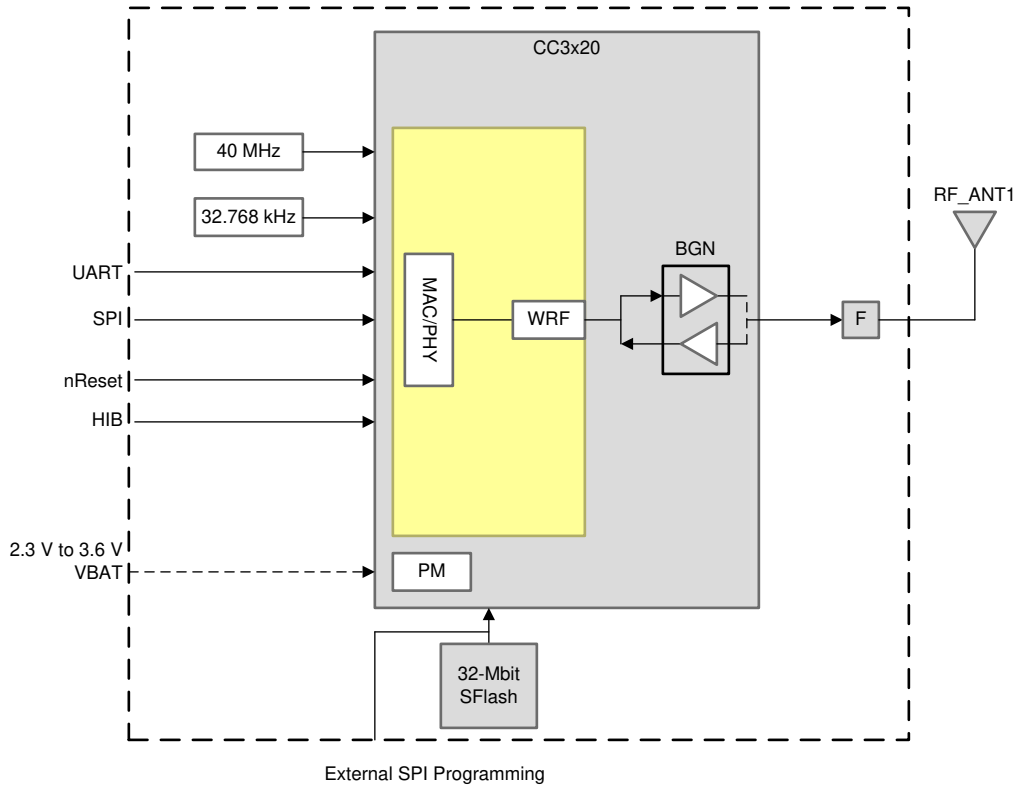 CC3x20
40 MHz
32.768 kHz
RF_ANT1
UART
BGN
MAC/PHY
SPI
WRF
F
nReset
HIB
2.3 V to 3.6 V
VBAT
PM
32-Mbit
SFlash
External SPI Programming